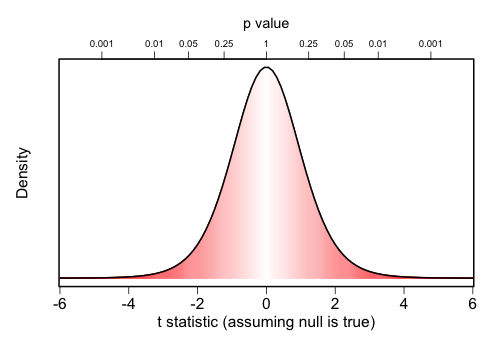 p value
0.001 0.01 0.05 0.25 1 0.25 0.05 0.01 0.001
Density
-6 -4 -2 0 2 4 6
t statistic (assuming null is true)